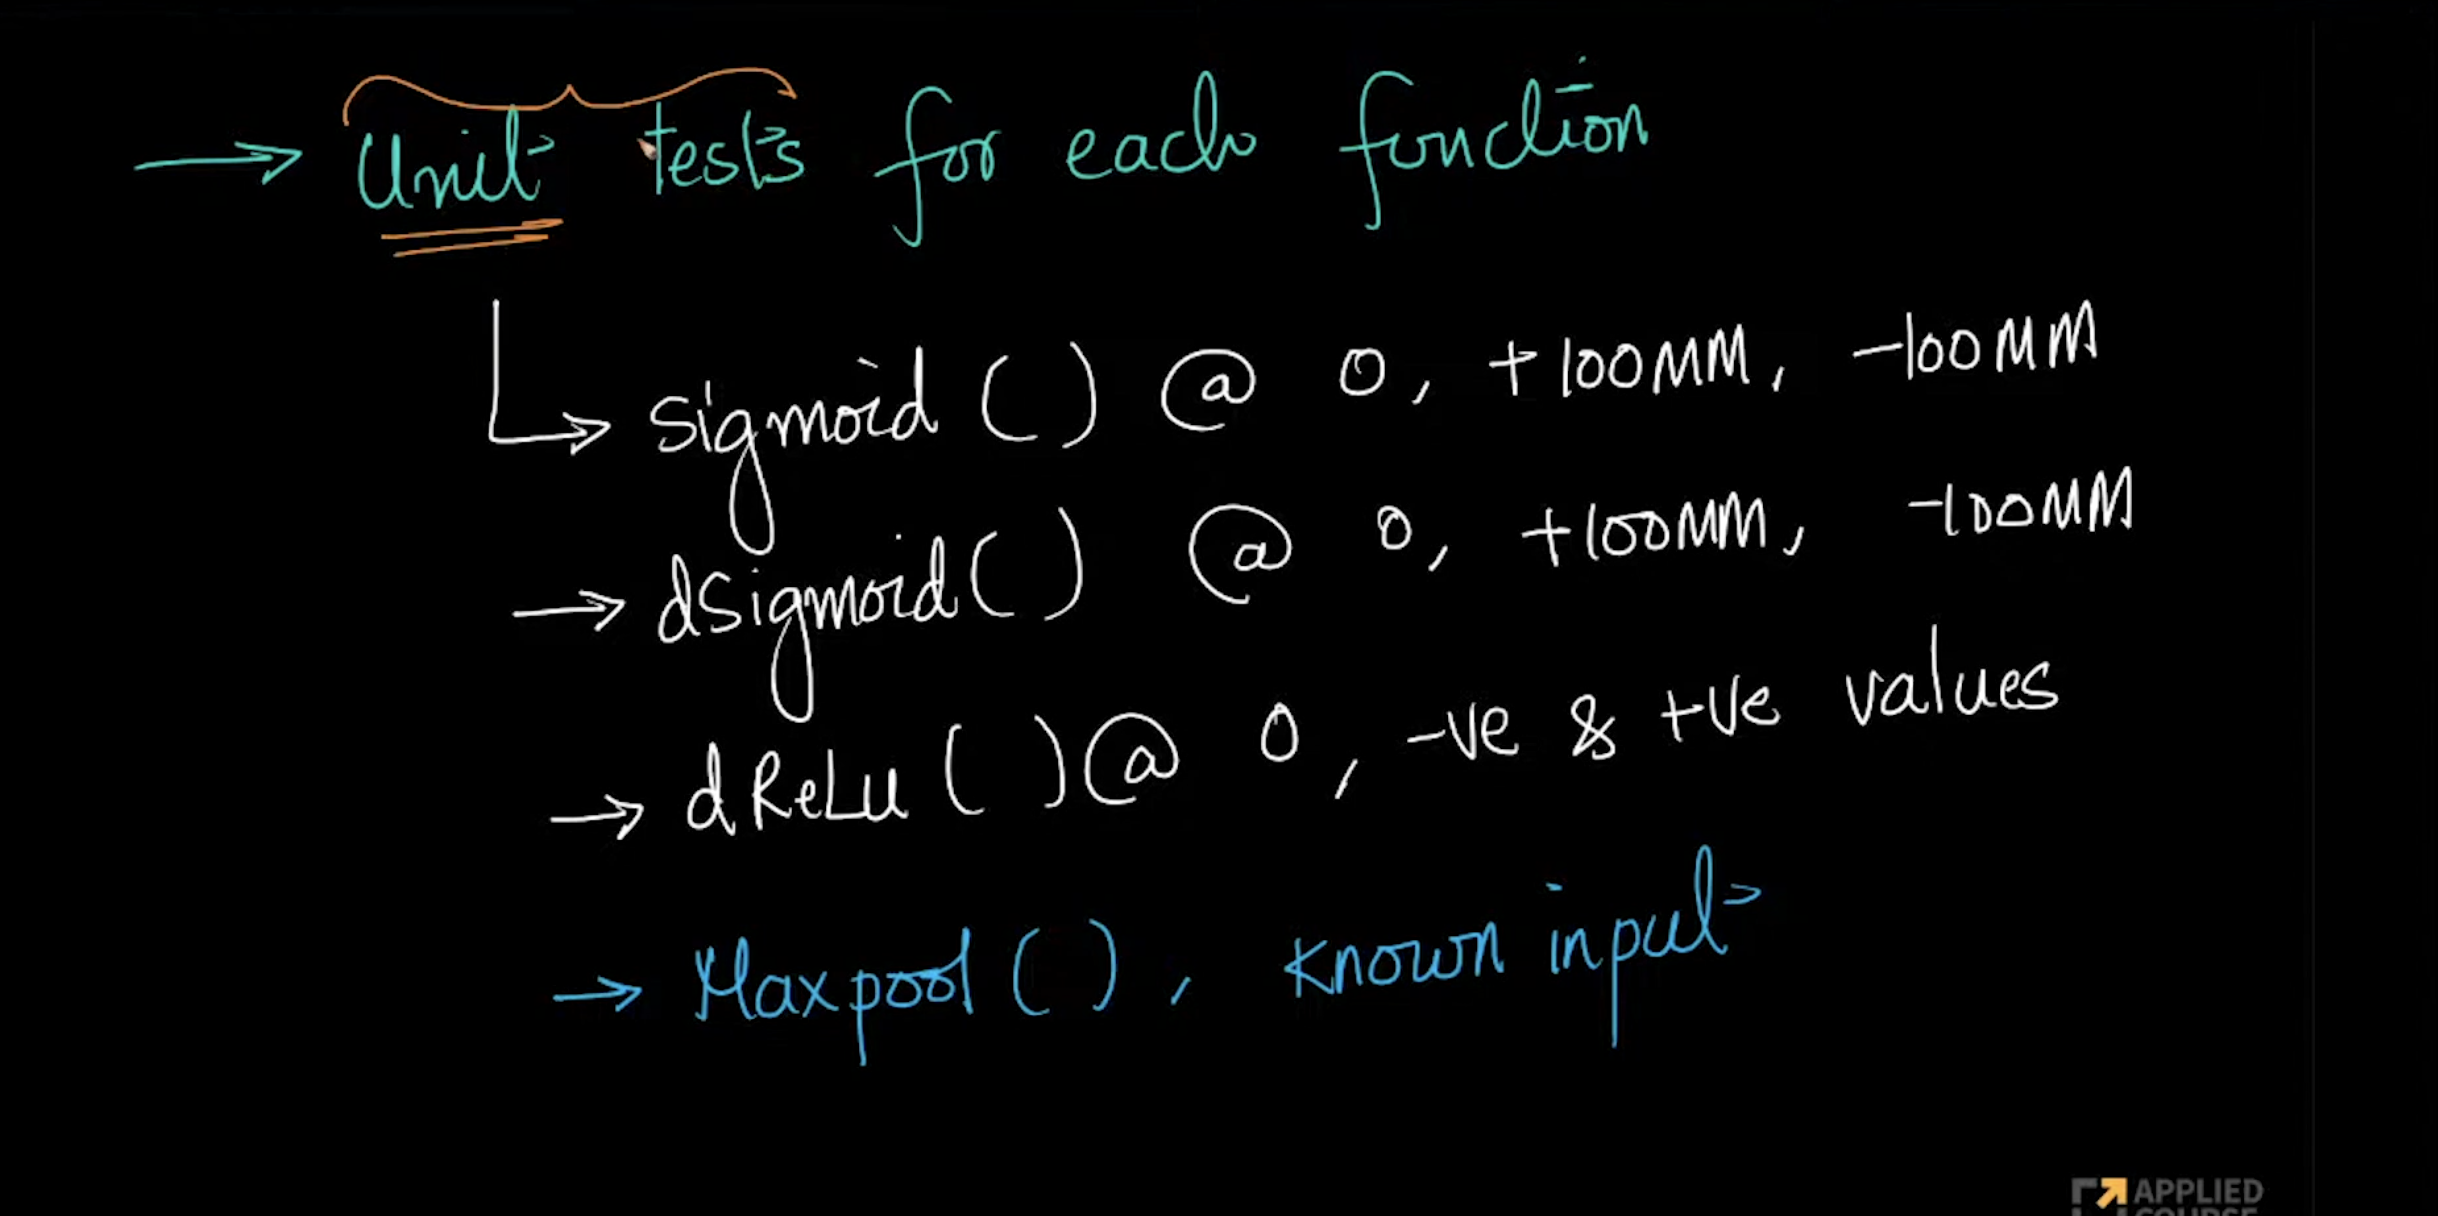 → Unit tests for each function
↳ Sigmoid ( ) @ 0, +100MM, -100MM
→ dSigmoid ( ) @ 0, +100MM, -100MM
→ dReLu ( ) @ 0, -ve & +ve values
→ Maxpool ( ), known input
APPLIED
COURSE